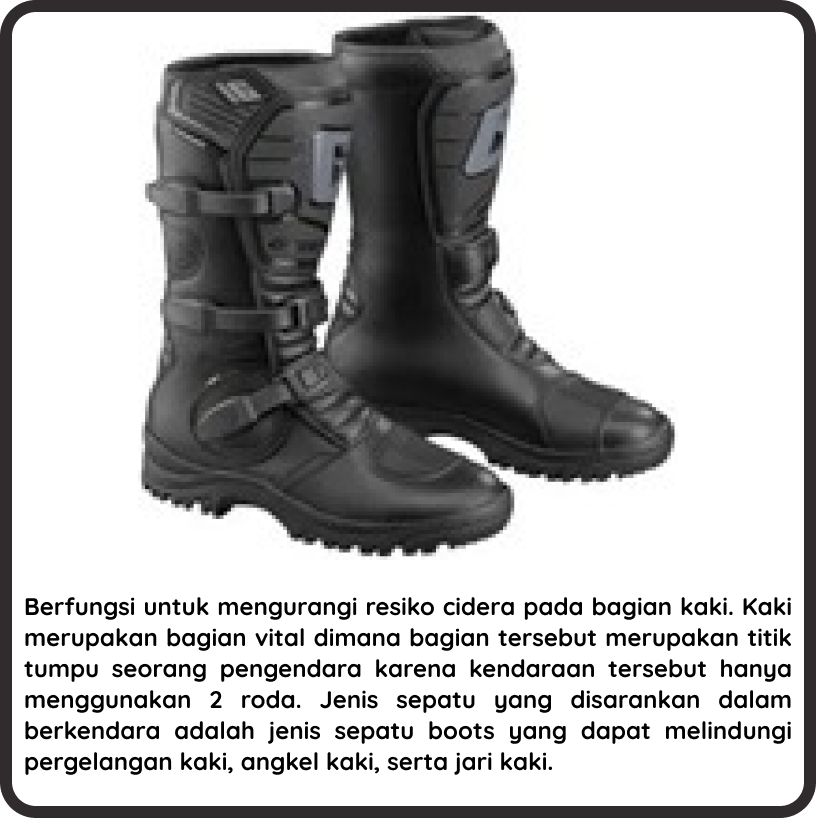 Berfungsi untuk mengurangi resiko cidera pada bagian kaki. Kaki
merupakan bagian vital dimana bagian tersebut merupakan titik
tumpu seorang pengendara karena kendaraan tersebut hanya
menggunakan 2 roda. Jenis sepatu yang disarankan dalam
berkendara adalah jenis sepatu boots yang dapat melindungi
pergelangan kaki, angkel kaki, serta jari kaki.